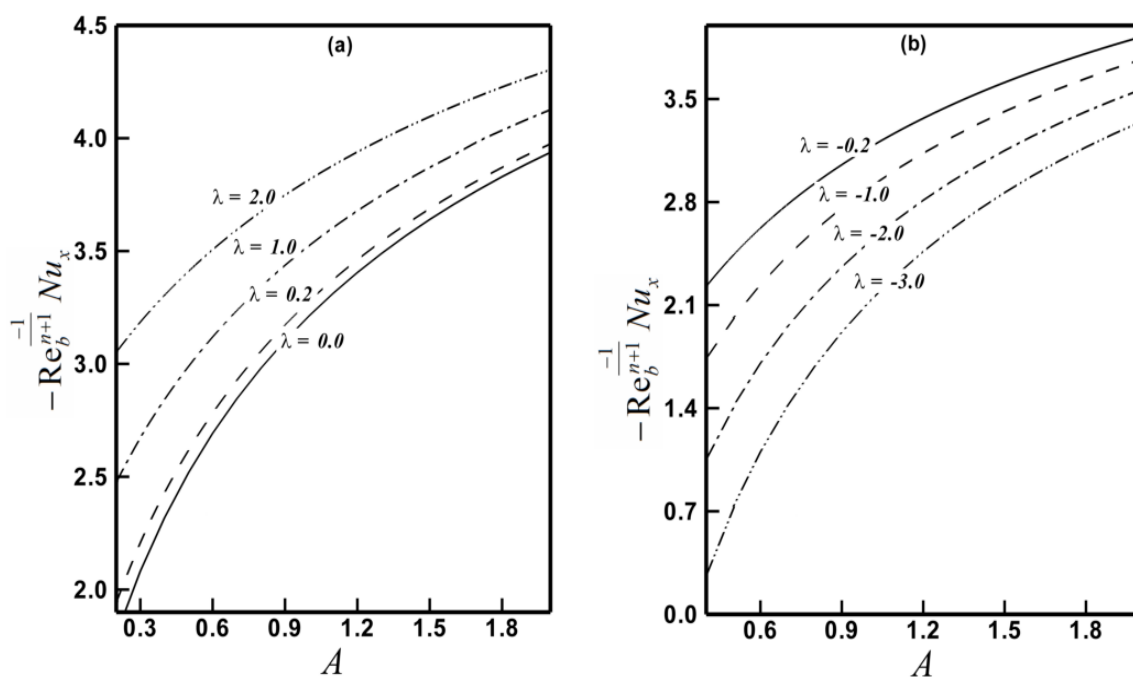 (a)
4.5
4.0
3.5
3.0
2.5
2.0
λ = 2.0
λ = 1.0
λ = 0.2
λ = 0.0
0.3 0.6 0.9 1.2 1.5 1.8
A
−Re_b^{\frac{-1}{n+1}} Nu_x
(b)
3.5
2.8
2.1
1.4
0.7
0.0
λ = -0.2
λ = -1.0
λ = -2.0
λ = -3.0
0.6 0.9 1.2 1.5 1.8
A
−Re_b^{\frac{-1}{n+1}} Nu_x